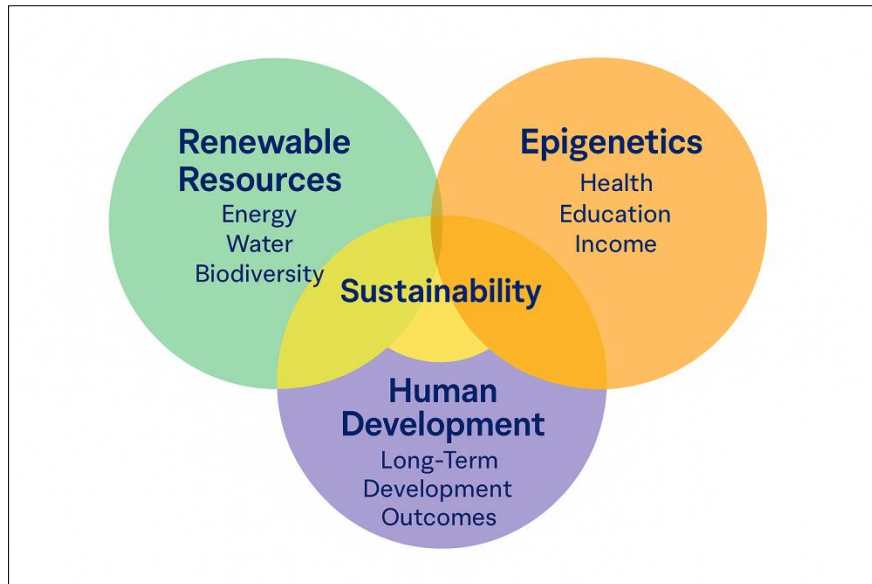 Renewable
Resources
Energy
Water
Biodiversity
Epigenetics
Health
Education
Income
Sustainability
Human
Development
Long-Term
Development
Outcomes